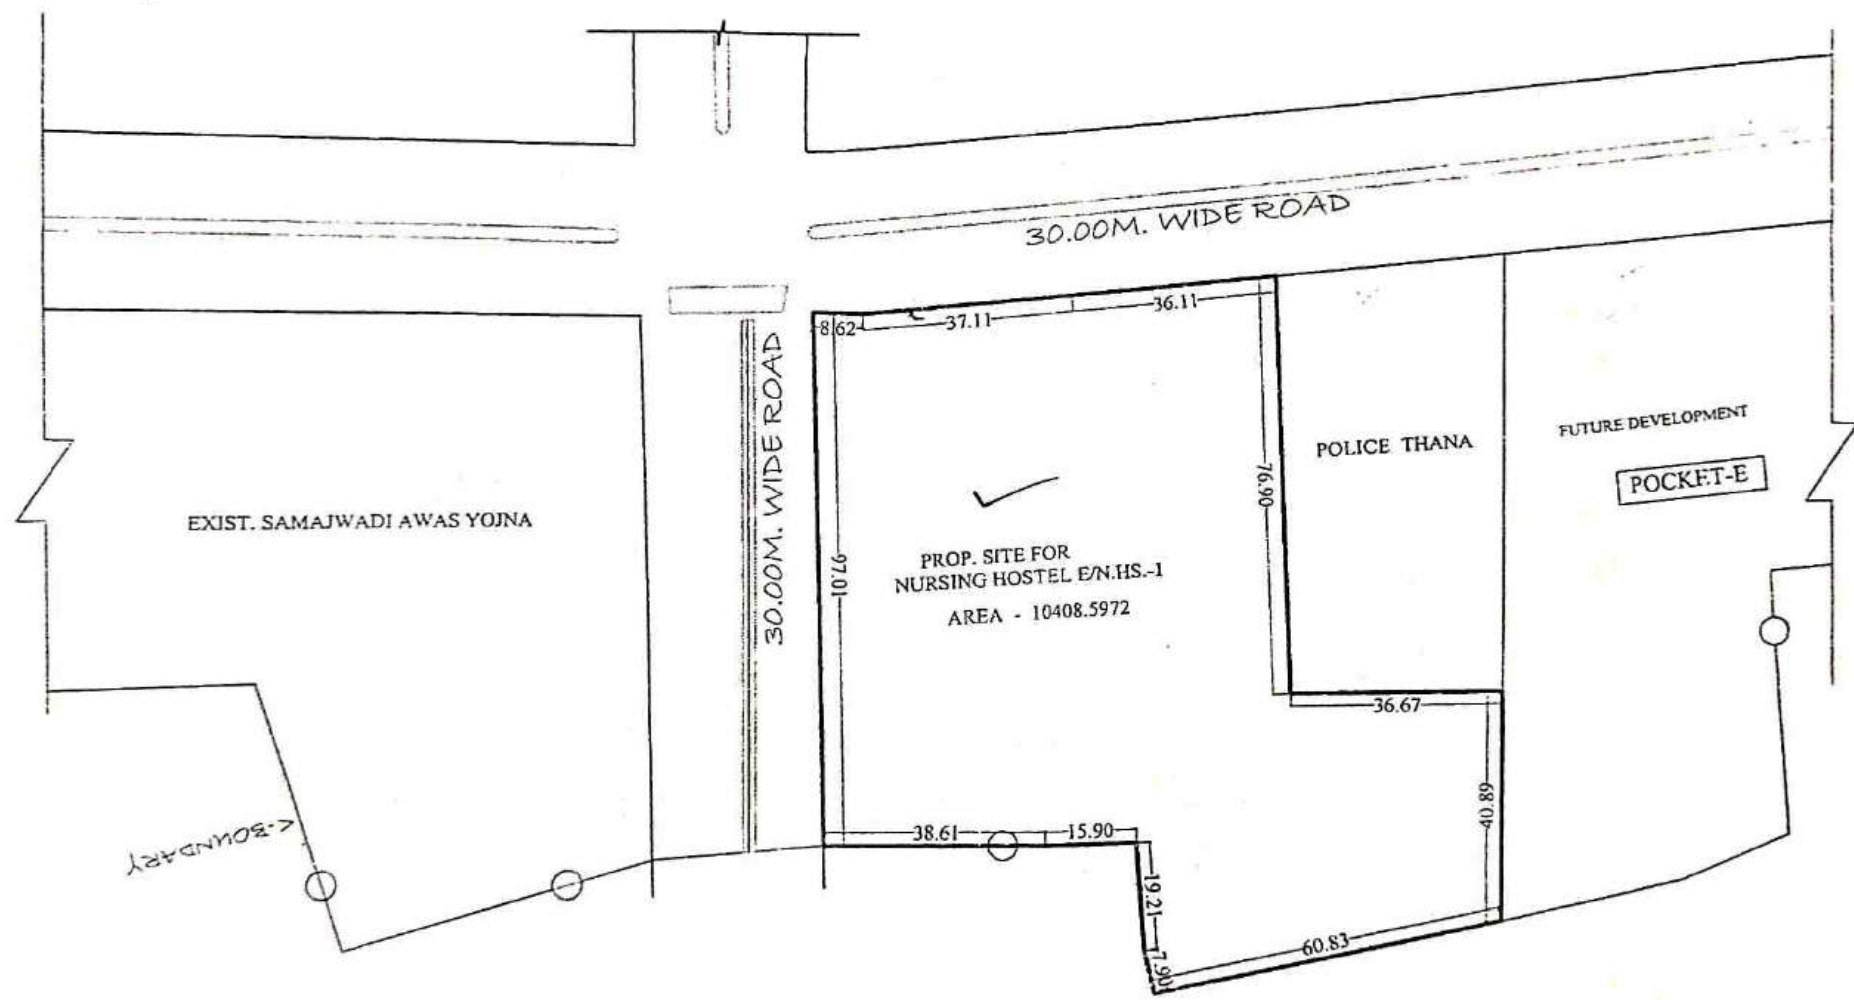 30.00M. WIDE ROAD
8.62
37.11
36.11
30.00M. WIDE ROAD
POLICE THANA
FUTURE DEVELOPMENT
POCKET-E
76.90
EXIST. SAMAJWADI AWAS YOJNA
97.01
PROP. SITE FOR
NURSING HOSTEL E/N.HS.-1
AREA - 10408.5972
36.67
40.89
38.61
15.90
BOUNDARY
19.21
7.90
60.83